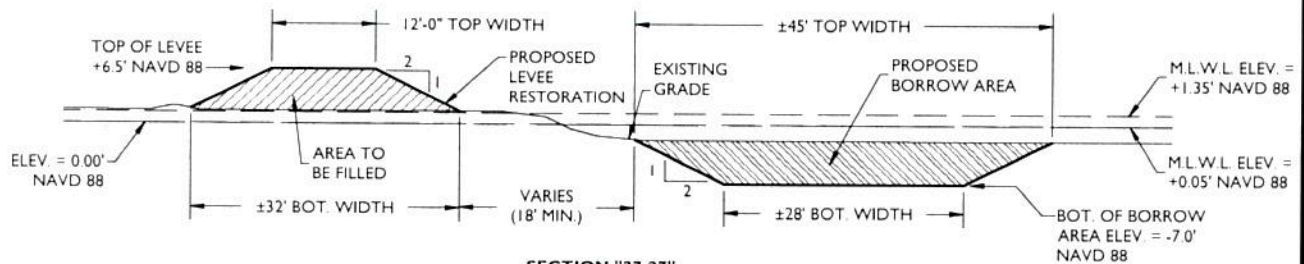 12'-0" TOP WIDTH
±45' TOP WIDTH
TOP OF LEVEE
+6.5' NAVD 88
2
1
PROPOSED
LEVEE
RESTORATION
EXISTING
GRADE
PROPOSED
BORROW AREA
M.L.W.L. ELEV. =
+1.35' NAVD 88
ELEV. = 0.00'
NAVD 88
AREA TO
BE FILLED
1
2
M.L.W.L. ELEV. =
+0.05' NAVD 88
±32' BOT. WIDTH
VARIES
(18' MIN.)
±28' BOT. WIDTH
BOT. OF BORROW
AREA ELEV. = -7.0'
NAVD 88